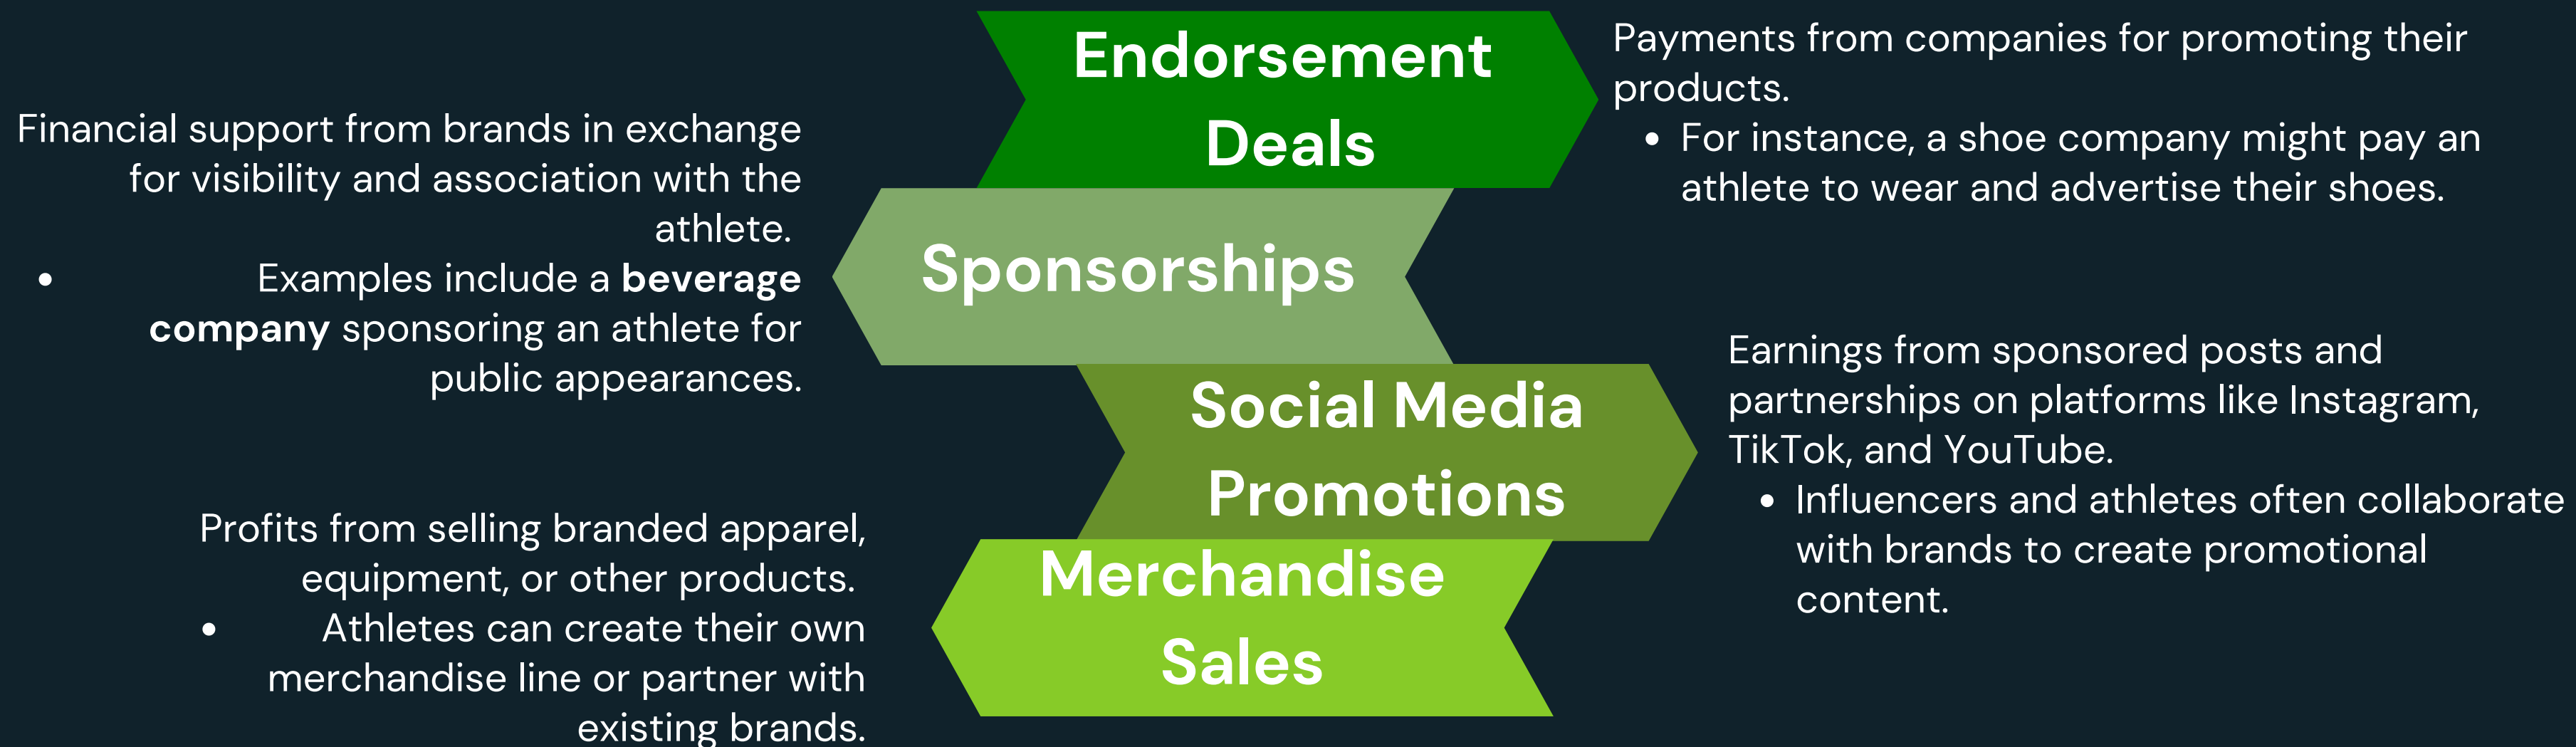 Endorsement
Deals
Payments from companies for promoting their
products.
• For instance, a shoe company might pay an
athlete to wear and advertise their shoes.
Financial support from brands in exchange
for visibility and association with the
athlete.
• Examples include a beverage
company sponsoring an athlete for
public appearances.
Sponsorships
Social Media
Promotions
Earnings from sponsored posts and
partnerships on platforms like Instagram,
TikTok, and YouTube.
• Influencers and athletes often collaborate
with brands to create promotional
content.
Profits from selling branded apparel,
equipment, or other products.
• Athletes can create their own
merchandise line or partner with
existing brands.
Merchandise
Sales